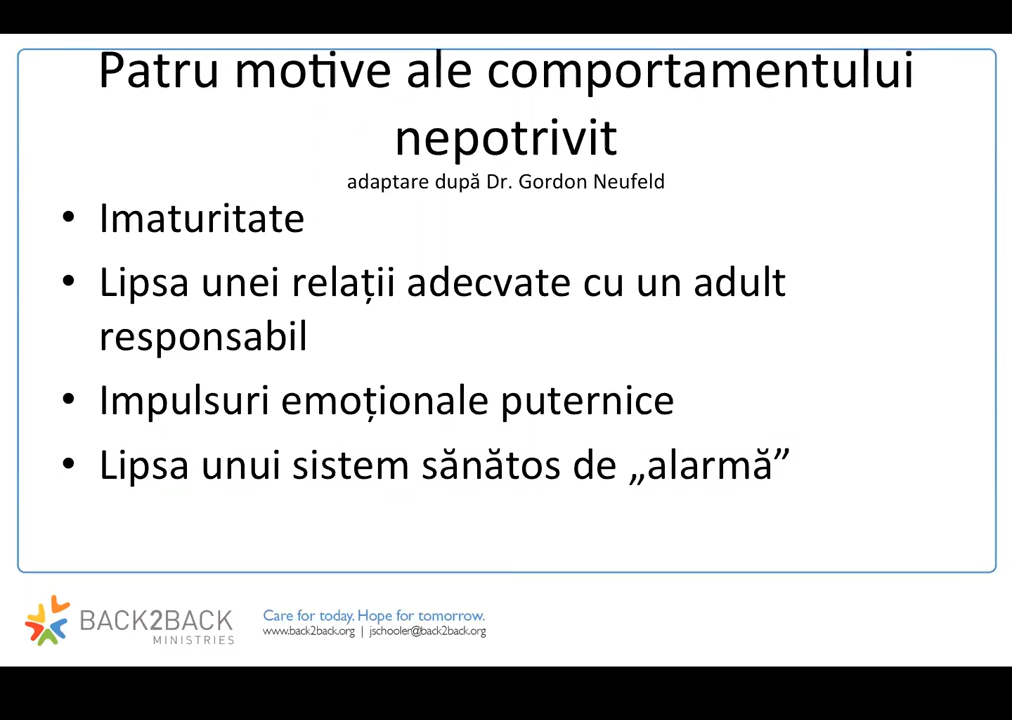 Patru motive ale comportamentului
nepotrivit
adaptare după Dr. Gordon Neufeld
• Imaturitate
• Lipsa unei relații adecvate cu un adult
responsabil
• Impulsuri emoționale puternice
• Lipsa unui sistem sănătos de „alarmă”
BACK2BACK
MINISTRIES
Care for today. Hope for tomorrow.
www.back2back.org | jschooler@back2back.org